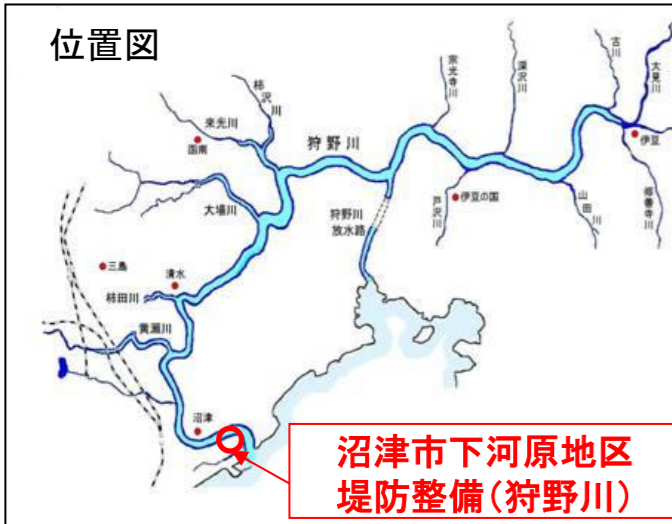 位置図
柿沢川
来光川
函南
大場川
三島
清水
柿田川
黄瀬川
沼津
狩野川
狩野川
放水路
宗光寺川
深沢川
戸沢川
伊豆の国
山田川
古川
大見川
伊豆
修善寺川
沼津市下河原地区
堤防整備(狩野川)